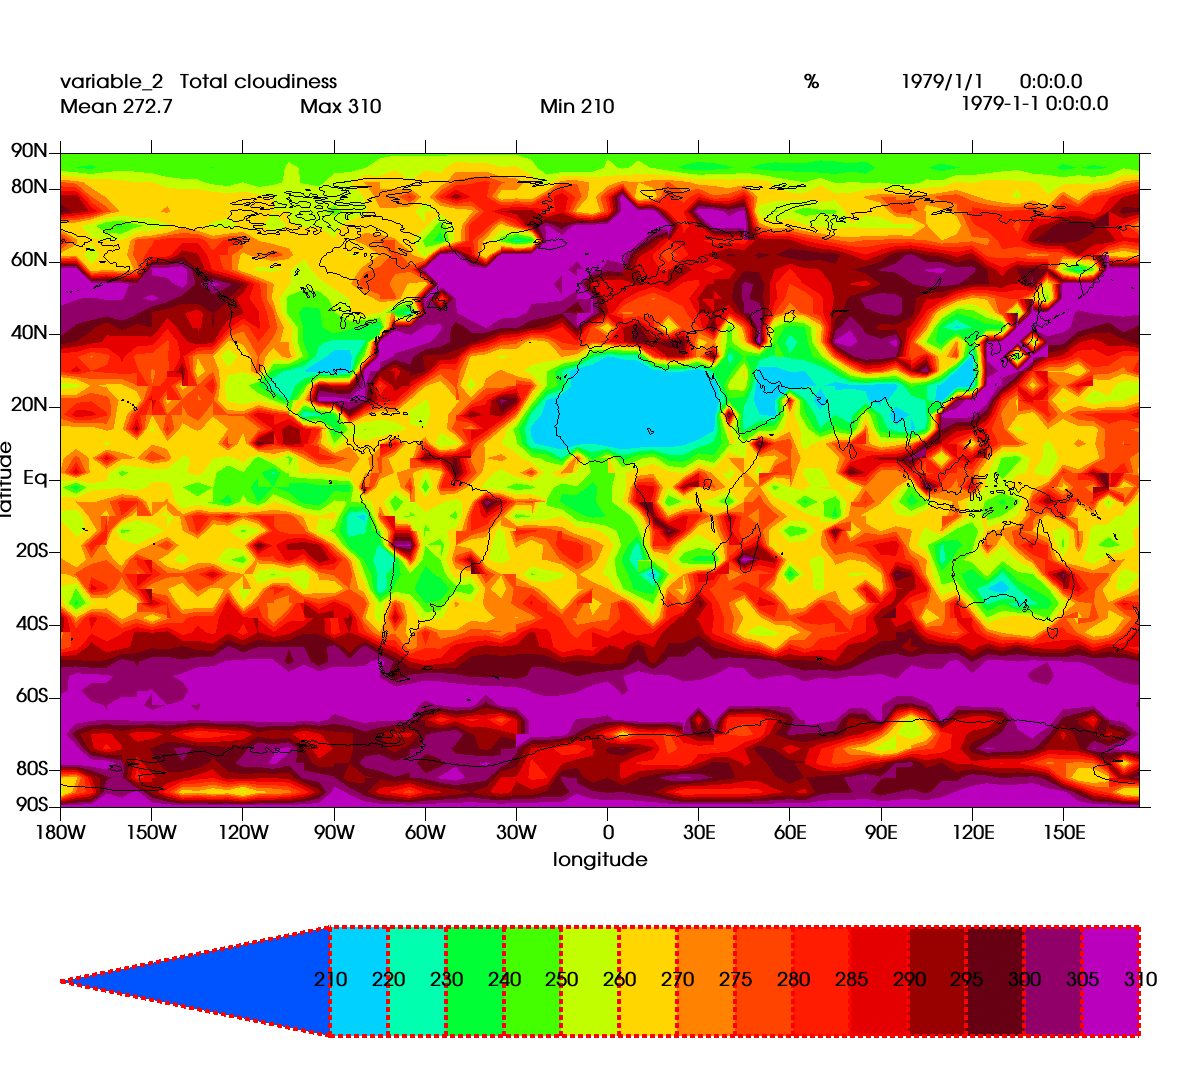 variable_2 Total cloudiness % 1979/1/1 0:0:0.0
Mean 272.7 Max 310 Min 210 1979-1-1 0:0:0.0
90N
80N
60N
40N
20N
Eq
20S
40S
60S
80S
90S
latitude
180W 150W 120W 90W 60W 30W 0 30E 60E 90E 120E 150E
longitude
210 220 230 240 250 260 270 275 280 285 290 295 300 305 310